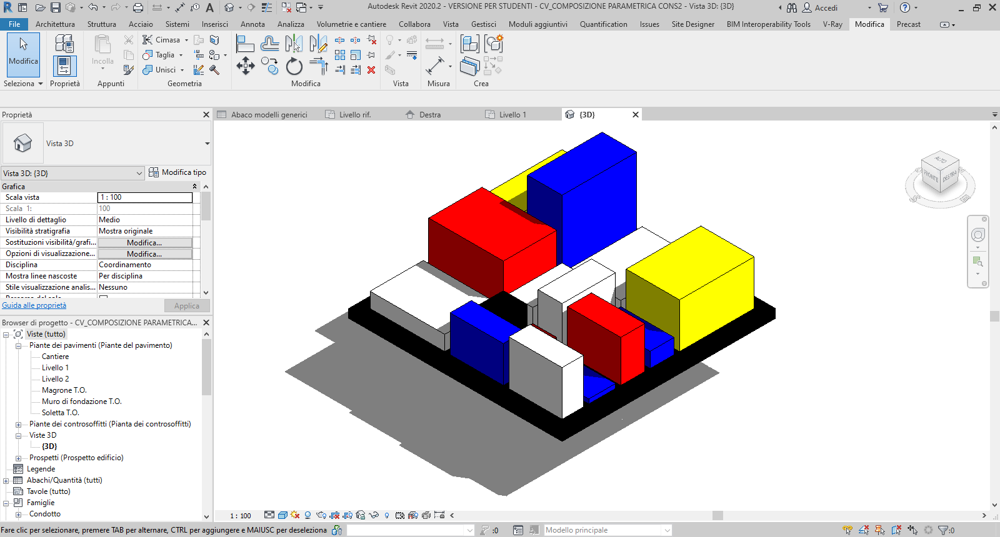 Autodesk Revit 2020.2 - VERSIONE PER STUDENTI - CV_COMPOSIZIONE PARAMETRICA CONS2 - Vista 3D: {3D}
Accedi
File Architettura Struttura Acciaio Sistemi Inserisci Annota Analizza Volumetrie e cantiere Collabora Vista Gestisci Moduli aggiuntivi Quantification Issues Site Designer BIM Interoperability Tools V-Ray Modifica Precast
Cimasa
Taglia
Modifica Incolla
Unisci
Seleziona Proprietà Appunti Geometria Modifica Vista Misura Crea
Proprietà
Abaco modelli generici Livello rif. Destra Livello 1 {3D}
Vista 3D
Vista 3D: {3D} Modifica tipo
Grafica
Scala vista 1 : 100
Scala 1: 100
Livello di dettaglio Medio
Visibilità stratigrafia Mostra originale
Sostituzioni visibilità/grafi... Modifica...
Opzioni di visualizzazione... Modifica...
Disciplina Coordinamento
Mostra linee nascoste Per disciplina
Stile visualizzazione analis... Nessuno
Guida alle proprietà Applica
Browser di progetto - CV_COMPOSIZIONE PARAMETRICA...
Viste (tutto)
Piante dei pavimenti (Piante del pavimento)
Cantiere
Livello 1
Livello 2
Magrone T.O.
Muro di fondazione T.O.
Soletta T.O.
Piante dei controsoffitti (Pianta dei controsoffitti)
Viste 3D
{3D}
Prospetti (Prospetto edificio)
Legende
Abachi/Quantità (tutti)
Tavole (tutto)
Famiglie
Condotto
ALTO
FRONTE
DESTRA
1 : 100
Fare clic per selezionare, premere TAB per alternare, CTRL per aggiungere e MAIUSC per deseleziona
:0
Modello principale
:0